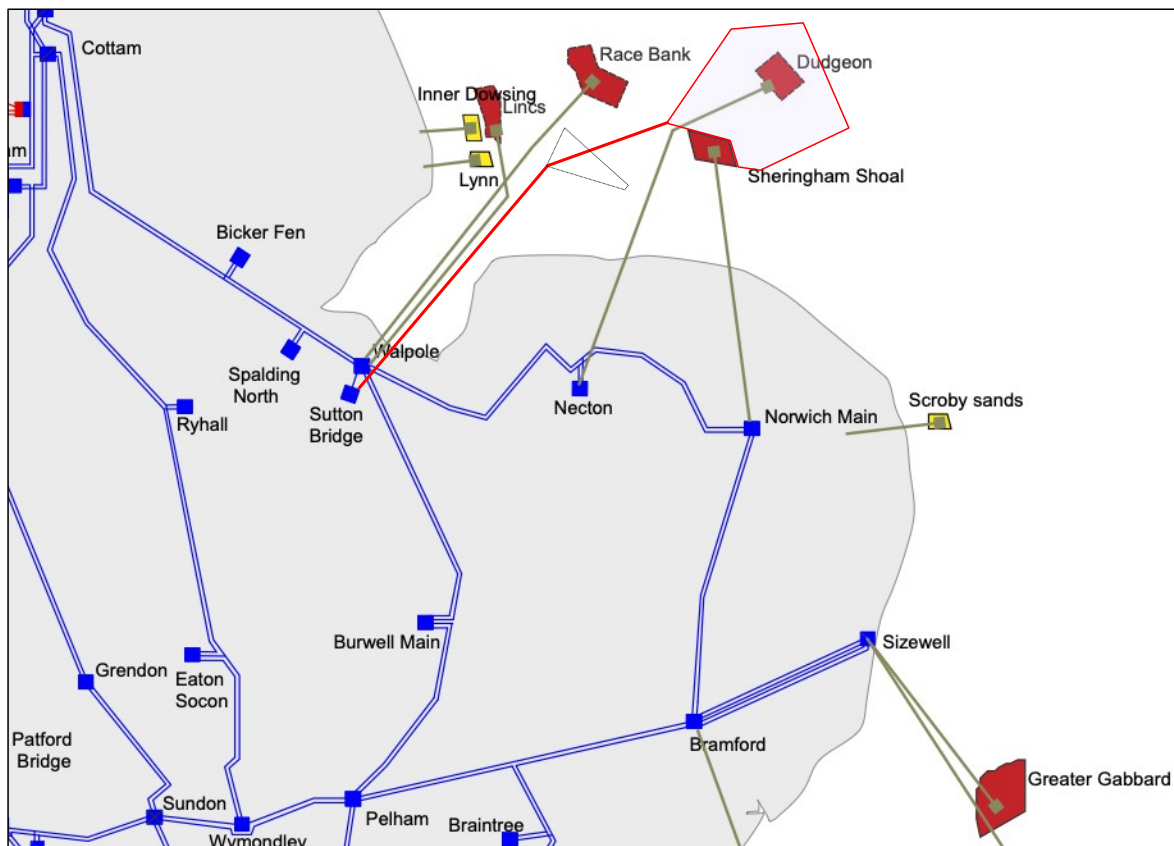 Cottam
Race Bank
Dudgeon
Inner Dowsing
Lincs
Lynn
Sheringham Shoal
Bicker Fen
Walpole
Spalding
North
Sutton
Bridge
Necton
Ryhall
Norwich Main
Scroby sands
Burwell Main
Sizewell
Grendon
Eaton
Socon
Patford
Bridge
Bramford
Greater Gabbard
Sundon
Pelham
Braintree
Wymondley